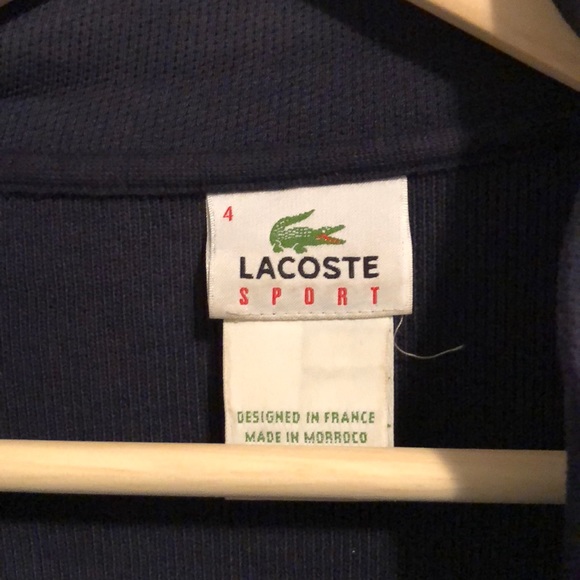 4
LACOSTE
SPORT
DESIGNED IN FRANCE
MADE IN MORROCO